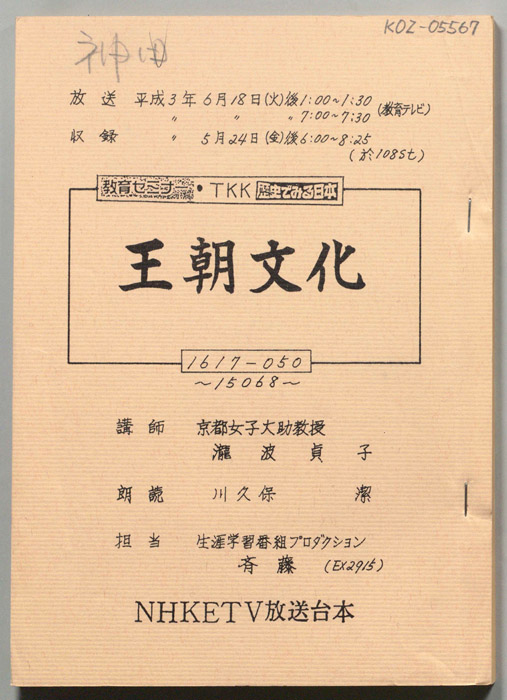 KOZ-05567
神田
放送 平成3年 6月18日(火)後1:00~1:30
〃 〃 〃 7:00~7:30 (教育テレビ)
収録 〃 5月24日(金)後6:00~8:25
(於108st)
教育セミナー・TKK 歴史でみる日本
王朝文化
1617-050
~15068~
講師 京都女子大助教授
瀧波貞子
朗読 川久保 潔
担当 生涯学習番組プロダクション
斉藤 (EX2915)
NHKETV放送台本